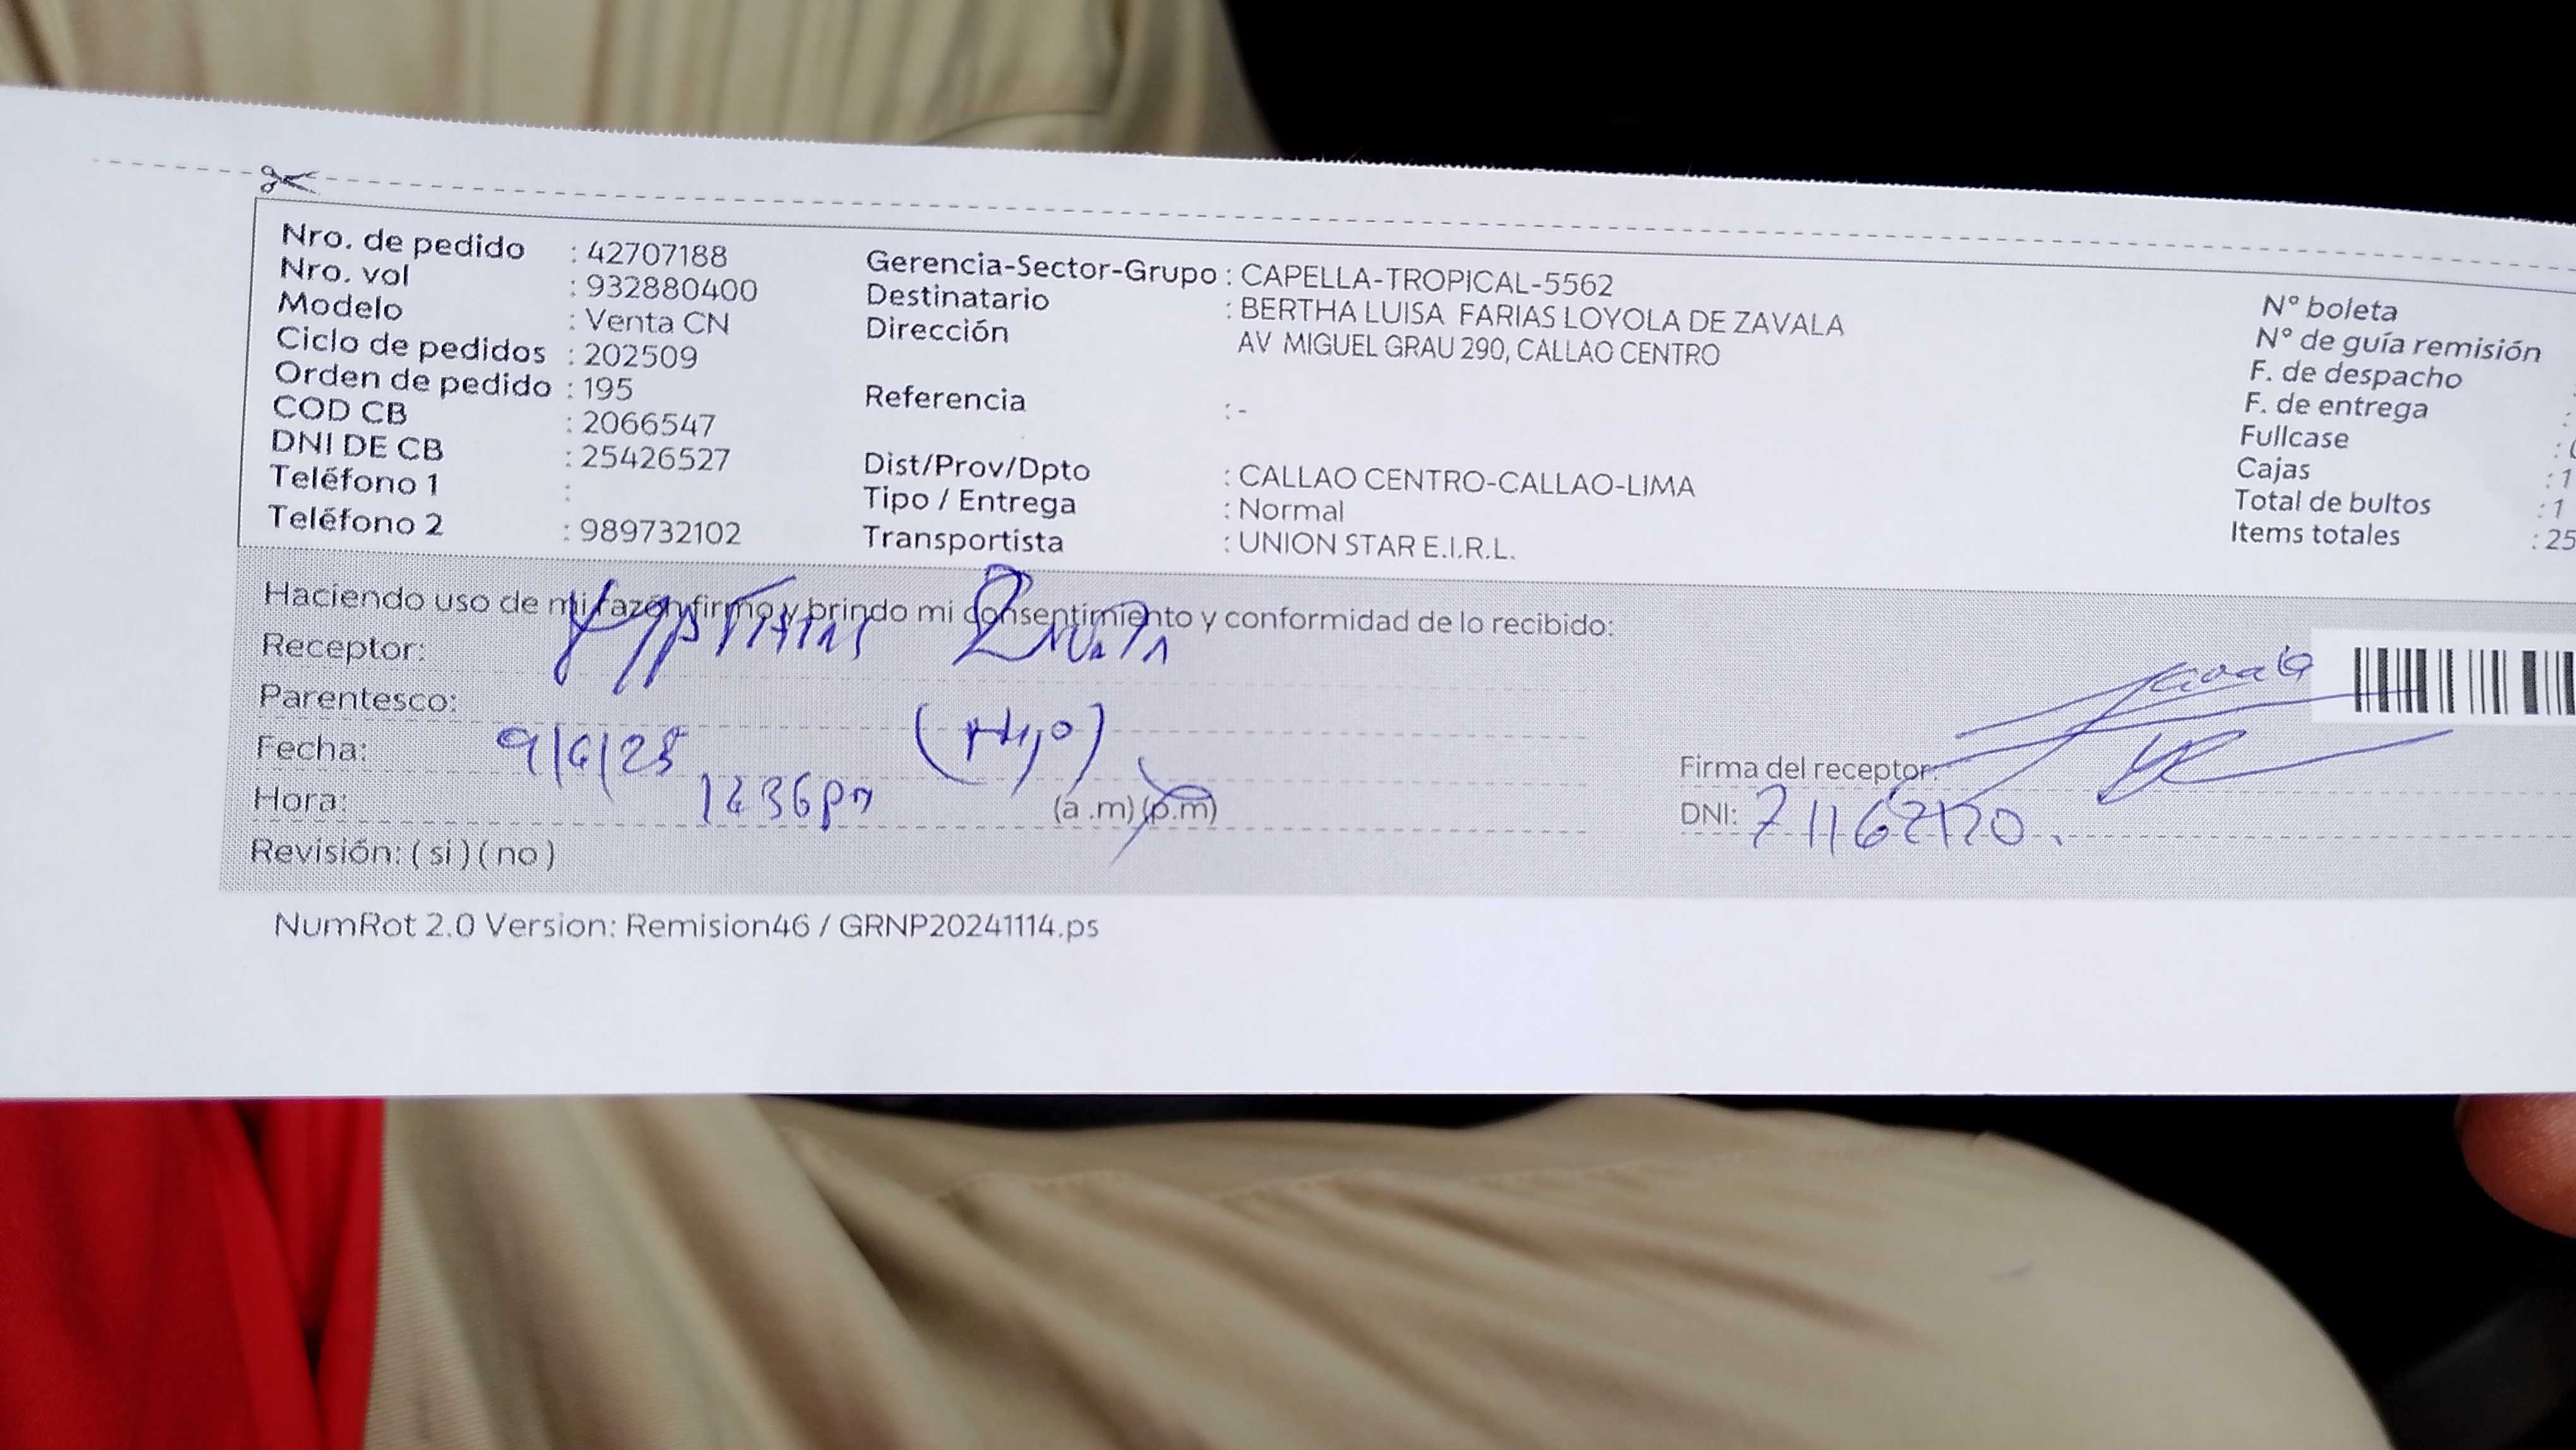 Nro. de pedido : 42707188
Nro. vol : 932880400
Modelo : Venta CN
Ciclo de pedidos : 202509
Orden de pedido : 195
COD CB : 2066547
DNI DE CB : 25426527
Teléfono 1 :
Teléfono 2 : 989732102
Gerencia-Sector-Grupo : CAPELLA-TROPICAL-5562
Destinatario : BERTHA LUISA FARIAS LOYOLA DE ZAVALA
Dirección AV MIGUEL GRAU 290, CALLAO CENTRO
Referencia : -
Dist/Prov/Dpto : CALLAO CENTRO-CALLAO-LIMA
Tipo / Entrega : Normal
Transportista : UNION STAR E.I.R.L.
N° boleta
N° de guía remisión
F. de despacho
F. de entrega :
Fullcase :
Cajas : 1
Total de bultos : 1
Items totales : 25
Haciendo uso de mi razón firmo y brindo mi consentimiento y conformidad de lo recibido:
Receptor:
Parentesco: (Hijo)
Fecha: 9/6/25
Hora: 1236pm (a .m) (p.m)
Revisión: ( si ) ( no )
Firma del receptor:
DNI:
NumRot 2.0 Version: Remision46 / GRNP20241114.ps